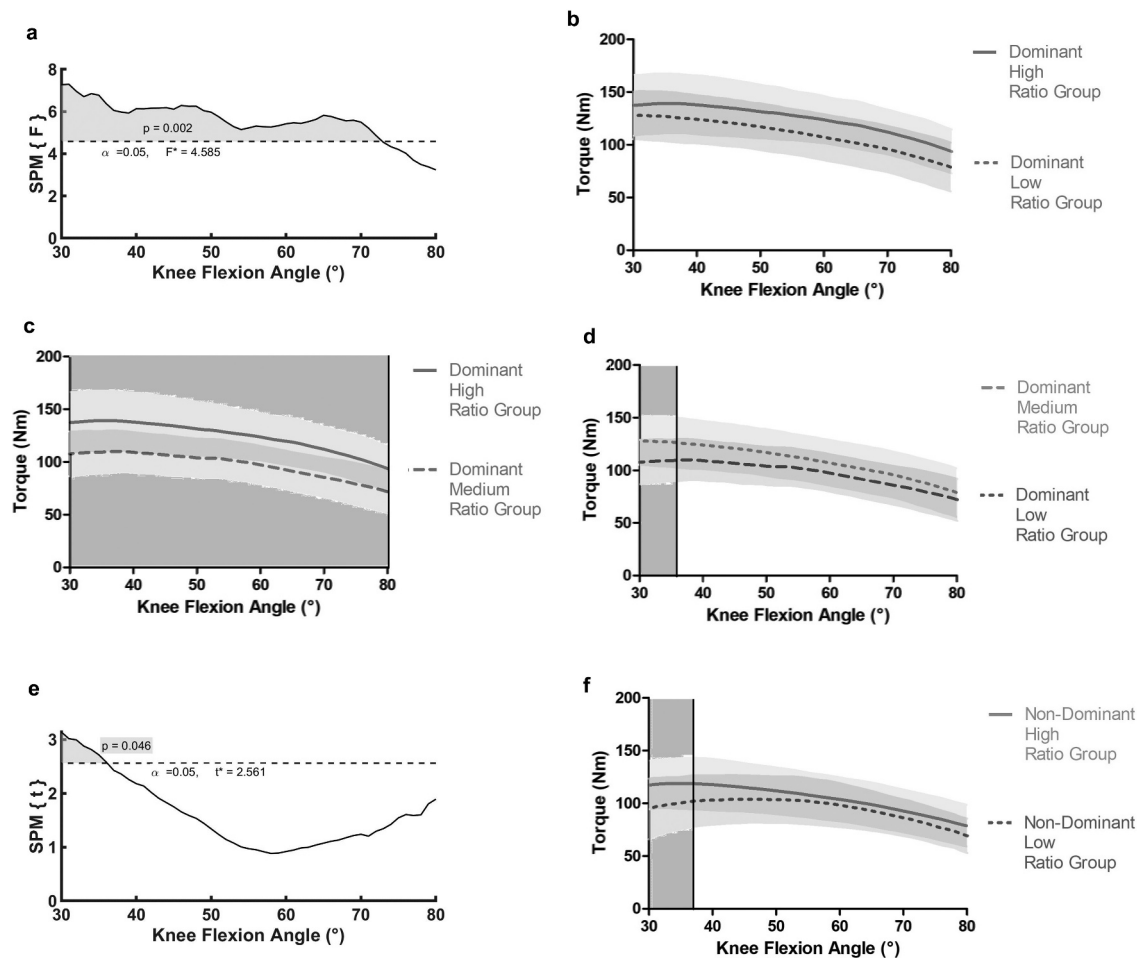 a
SPM { F }
8
6
4
2
0
p = 0.002
α =0.05, F* = 4.585
30 40 50 60 70 80
Knee Flexion Angle (°)
b
Torque (Nm)
200
150
100
50
0
30 40 50 60 70 80
Knee Flexion Angle (°)
Dominant
High
Ratio Group
Dominant
Low
Ratio Group
c
Torque (Nm)
200
150
100
50
0
30 40 50 60 70 80
Knee Flexion Angle (°)
Dominant
High
Ratio Group
Dominant
Medium
Ratio Group
d
Torque (Nm)
200
150
100
50
0
30 40 50 60 70 80
Knee Flexion Angle (°)
Dominant
Medium
Ratio Group
Dominant
Low
Ratio Group
e
SPM { t }
3
2
1
0
p = 0.046
α =0.05, t* = 2.561
30 40 50 60 70 80
Knee Flexion Angle (°)
f
Torque (Nm)
200
150
100
50
0
30 40 50 60 70 80
Knee Flexion Angle (°)
Non-Dominant
High
Ratio Group
Non-Dominant
Low
Ratio Group